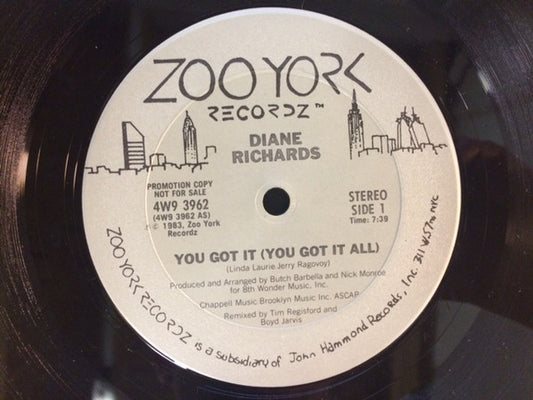 ZOO YORK
RECORDZ™
DIANE
RICHARDS
PROMOTION COPY
NOT FOR SALE
4W9 3962
(4W9 3962 AS)
℗ 1983, Zoo York
Recordz
STEREO
SIDE 1
Time: 7:39
YOU GOT IT (YOU GOT IT ALL)
(Linda Laurie Jerry Ragovoy)
Produced and Arranged by Butch Barbella and Nick Monroe
for 8th Wonder Music, Inc.
Chappell Music Brooklyn Music Inc. ASCAP
Remixed by Tim Regisford and
Boyd Jarvis
ZOO YORK RECORDZ is a subsidiary of John Hammond Records, Inc. 311 W. 57th NYC